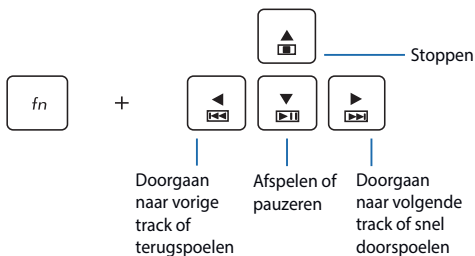 Stoppen
fn
+
Doorgaan
naar vorige
track of
terugspoelen
Afspelen of
pauzeren
Doorgaan
naar volgende
track of snel
doorspoelen